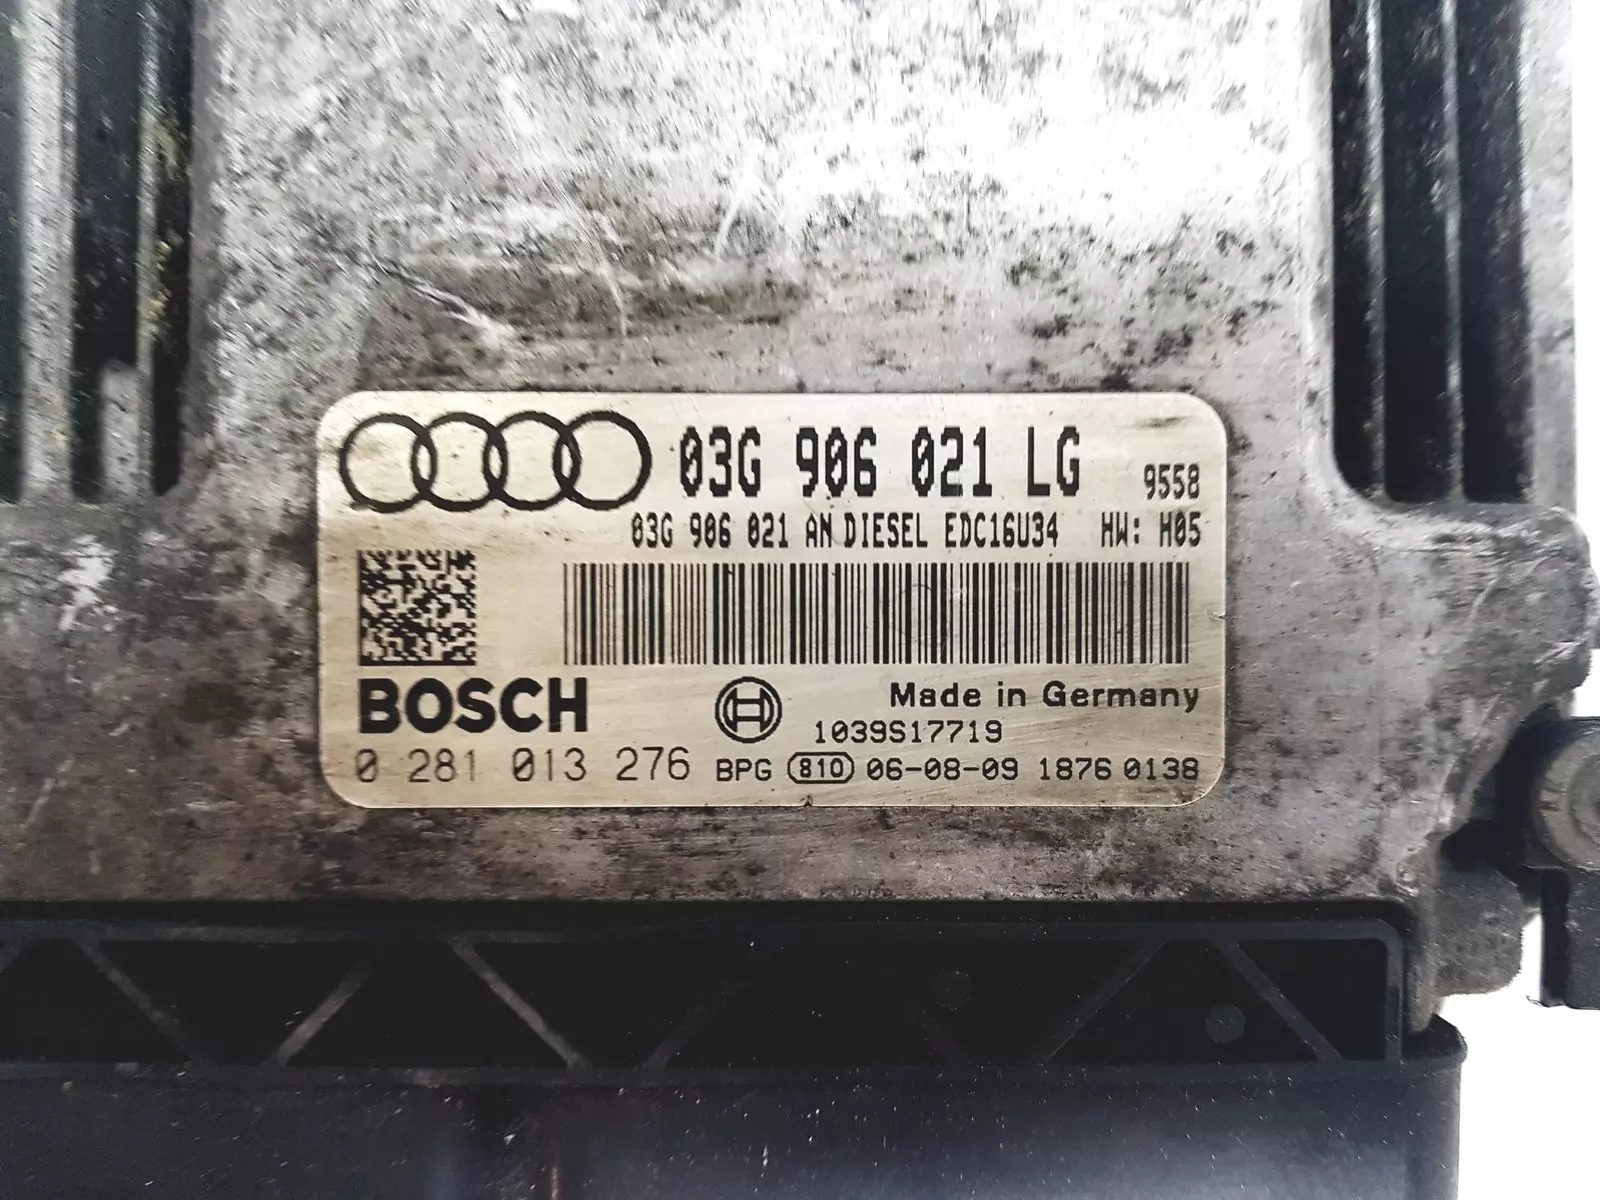 03G 906 021 LG 9558
03G 906 021 AN DIESEL EDC16U34 HW: H05
BOSCH Made in Germany
1039S17719
0 281 013 276 BPG 810 06-08-09 1876 0138